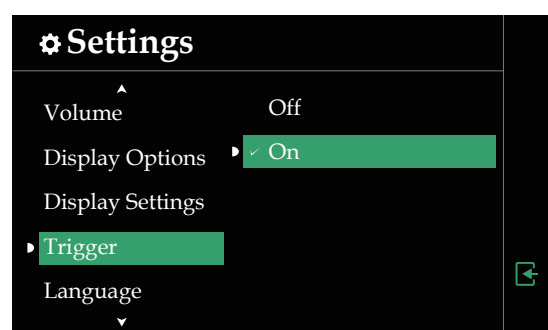 Settings
Volume
Off
Display Options
On
Display Settings
Trigger
Language